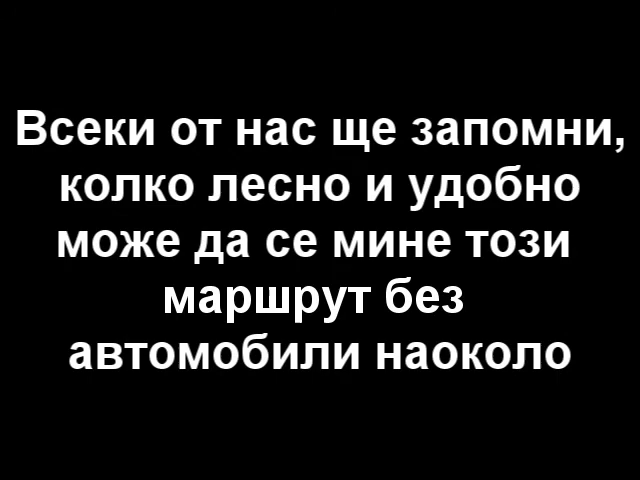 Всеки от нас ще запомни,
колко лесно и удобно
може да се мине този
маршрут без
автомобили наоколо